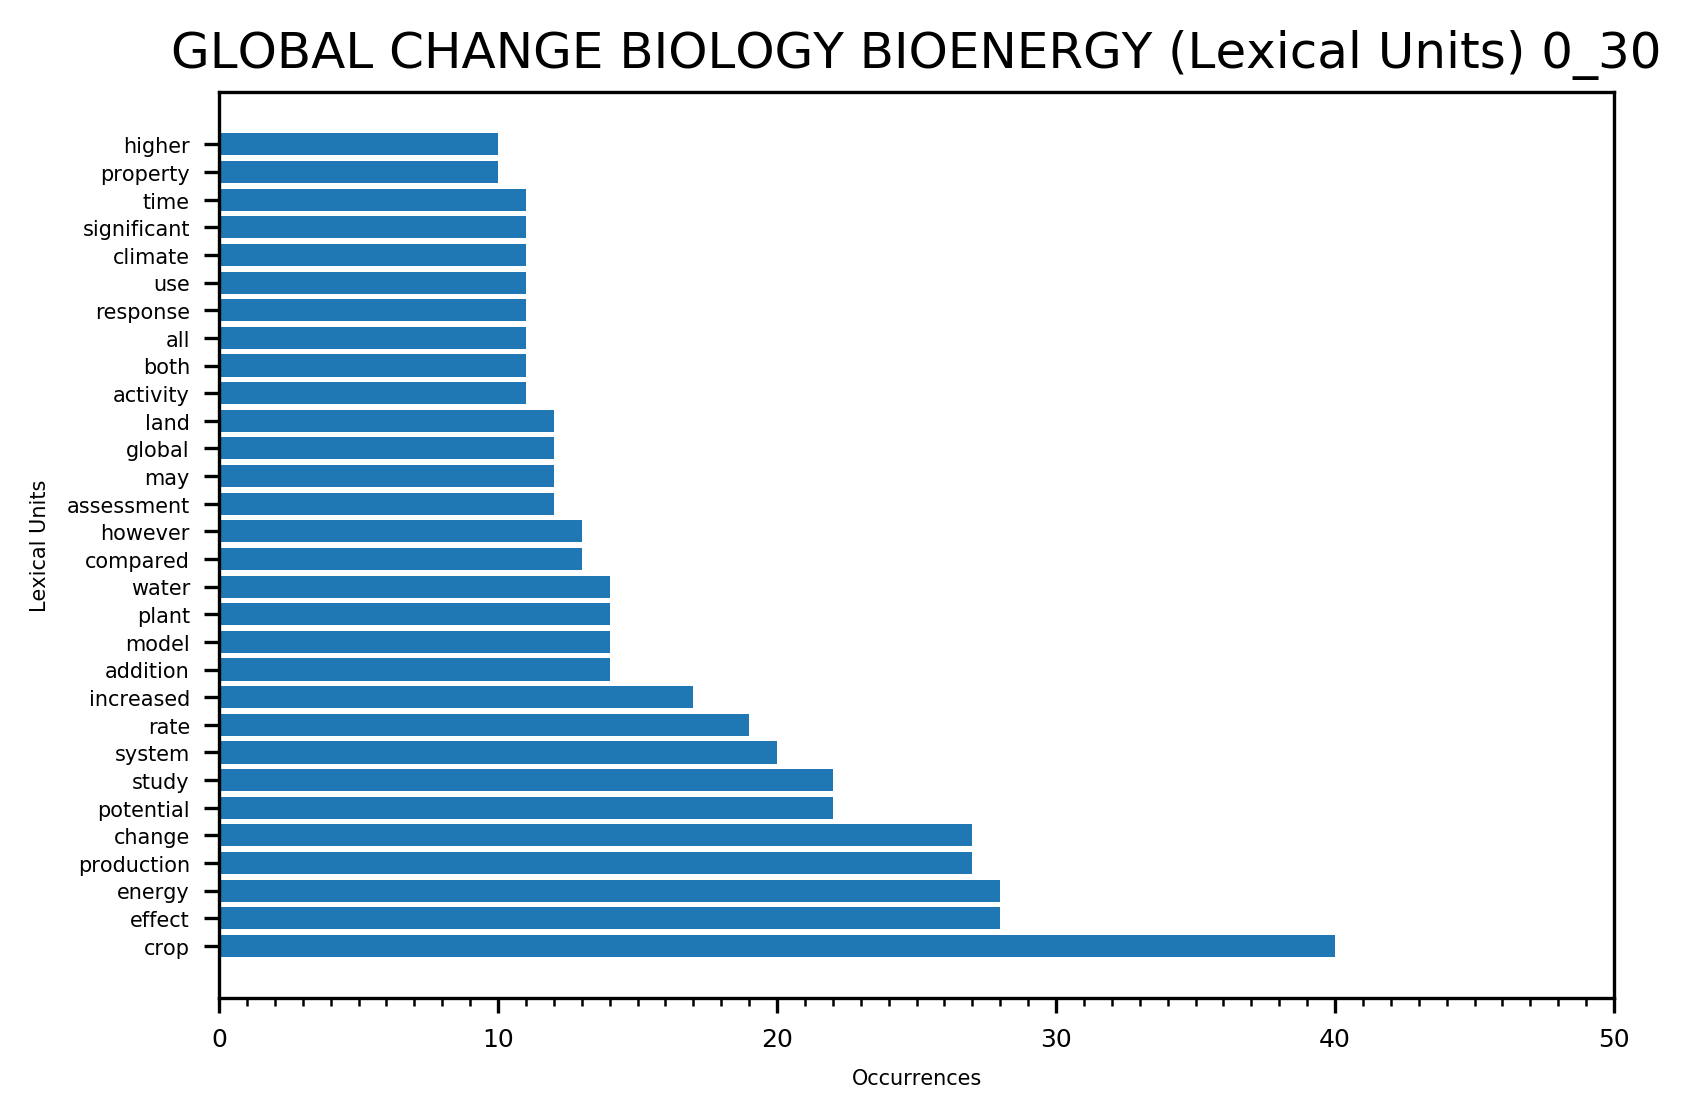 GLOBAL CHANGE BIOLOGY BIOENERGY (Lexical Units) 0_30
higher
property
time
significant
climate
use
response
all
both
activity
land
global
may
assessment
however
compared
water
plant
model
addition
increased
rate
system
study
potential
change
production
energy
effect
crop
Lexical Units
0 10 20 30 40 50
Occurrences